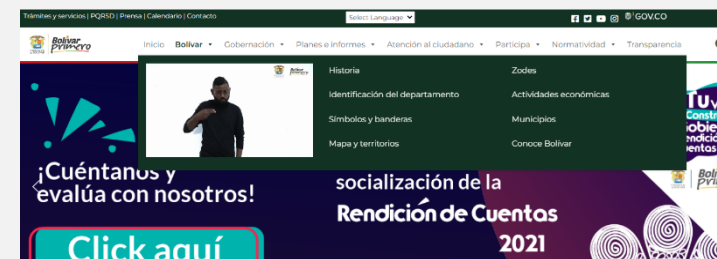 Trámites y servicios | PQRSD | Prensa | Calendario | Contacto
Select Language
GOV.CO
Bolívar primero
Inicio Bolívar Gobernación Planes e informes Atención al ciudadano Participa Normatividad Transparencia
Historia Zodes
Identificación del departamento Actividades económicas
Símbolos y banderas Municipios
Mapa y territorios Conoce Bolívar
¡Cuéntanos y
evalúa con nosotros!
Click aquí
socialización de la
Rendición de Cuentas
2021